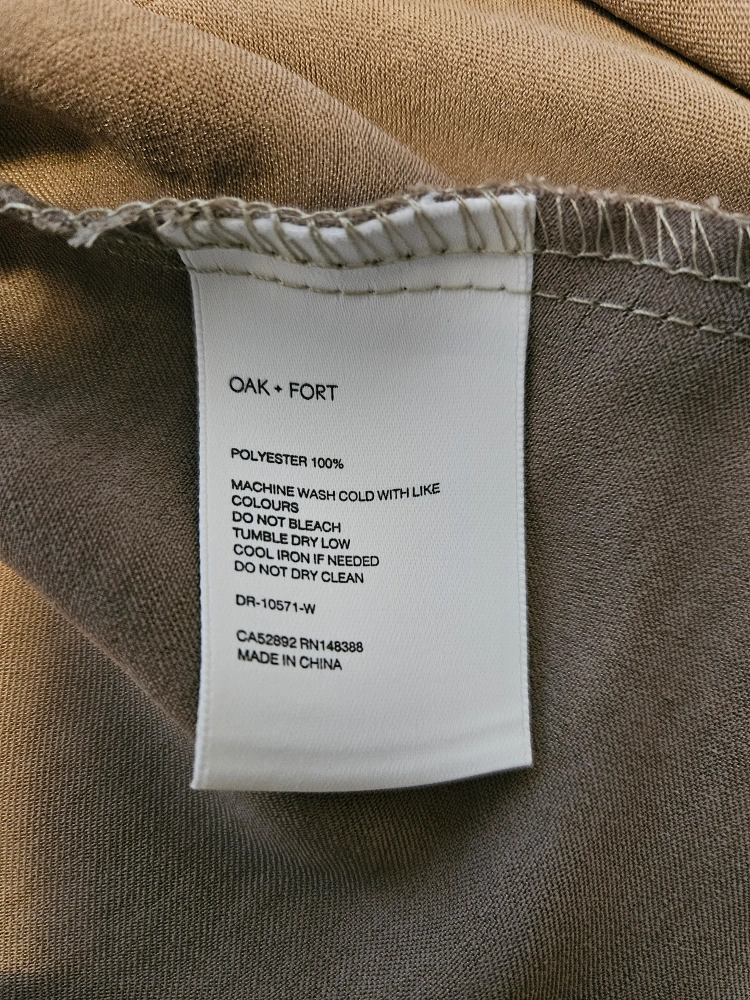 OAK + FORT
POLYESTER 100%
MACHINE WASH COLD WITH LIKE
COLOURS
DO NOT BLEACH
TUMBLE DRY LOW
COOL IRON IF NEEDED
DO NOT DRY CLEAN
DR-10571-W
CA52892 RN148388
MADE IN CHINA